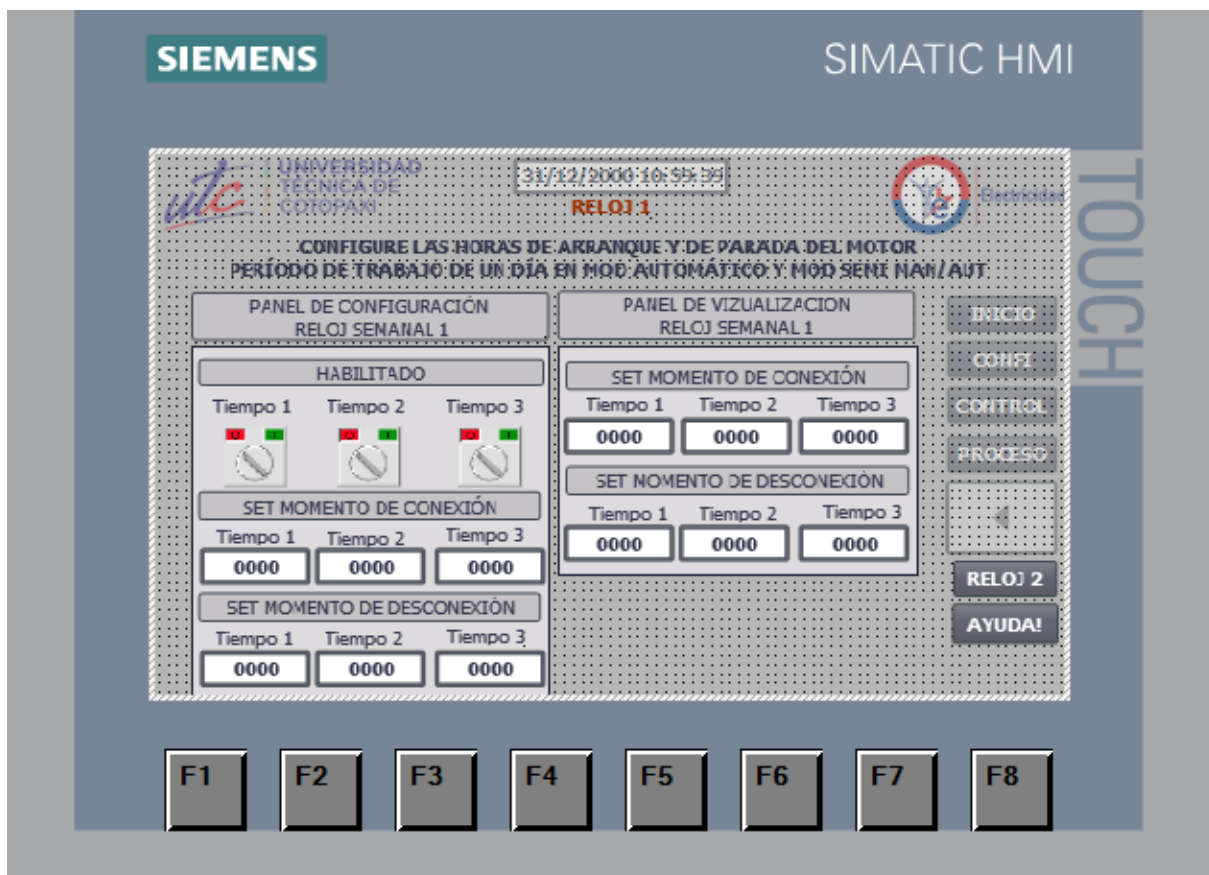 SIEMENS
SIMATIC HMI
TOUCH
utc
UNIVERSIDAD
TÉCNICA DE
COTOPAXI
31/12/2000 10:59:39
RELOJ 1
Electricidad
CONFIGURE LAS HORAS DE ARRANQUE Y DE PARADA DEL MOTOR
PERÍODO DE TRABAJO DE UN DÍA EN MOD AUTOMÁTICO Y MOD SEMI MAN/AUT
PANEL DE CONFIGURACIÓN
RELOJ SEMANAL 1
HABILITADO
Tiempo 1 Tiempo 2 Tiempo 3
O I O I O I
SET MOMENTO DE CONEXIÓN
Tiempo 1 Tiempo 2 Tiempo 3
0000 0000 0000
SET MOMENTO DE DESCONEXIÓN
Tiempo 1 Tiempo 2 Tiempo 3
0000 0000 0000
PANEL DE VIZUALIZACION
RELOJ SEMANAL 1
SET MOMENTO DE CONEXIÓN
Tiempo 1 Tiempo 2 Tiempo 3
0000 0000 0000
SET MOMENTO DE DESCONEXIÓN
Tiempo 1 Tiempo 2 Tiempo 3
0000 0000 0000
INICIO
CONFI
CONTROL
PROCESO
RELOJ 2
AYUDA!
F1 F2 F3 F4 F5 F6 F7 F8